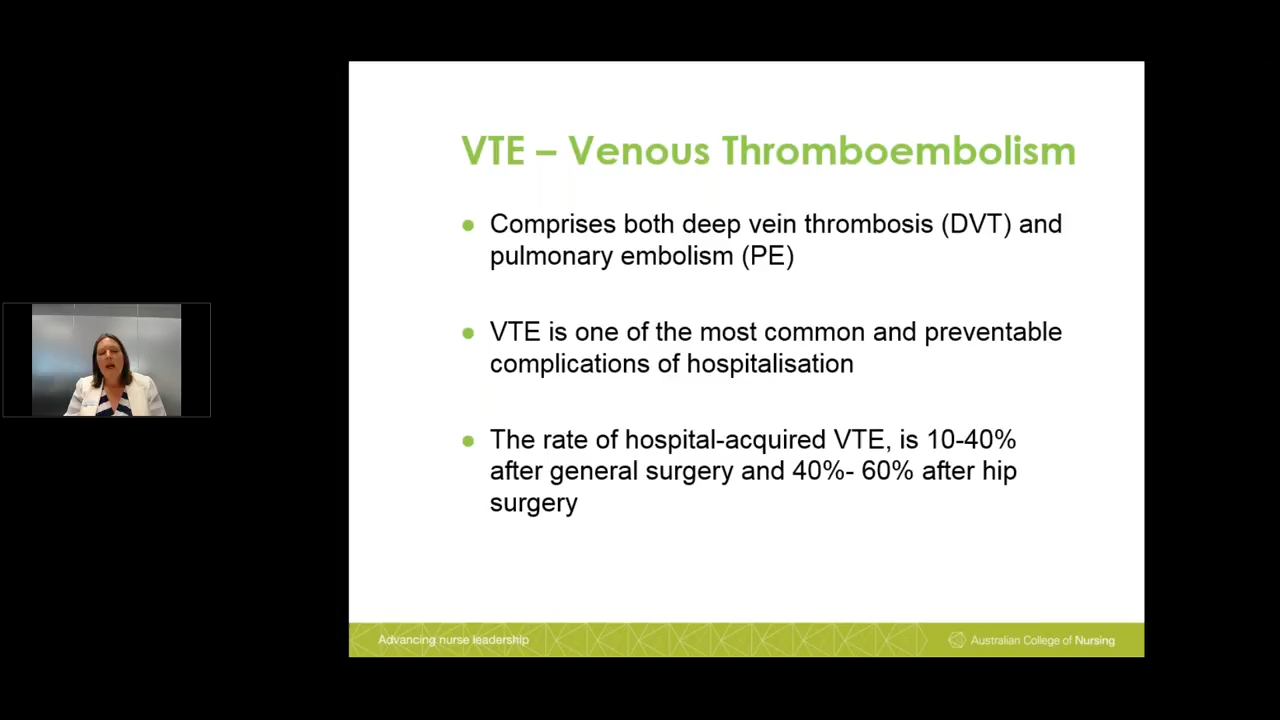 VTE – Venous Thromboembolism
Comprises both deep vein thrombosis (DVT) and
pulmonary embolism (PE)
VTE is one of the most common and preventable
complications of hospitalisation
The rate of hospital-acquired VTE, is 10-40%
after general surgery and 40%- 60% after hip
surgery
Advancing nurse leadership
Australian College of Nursing